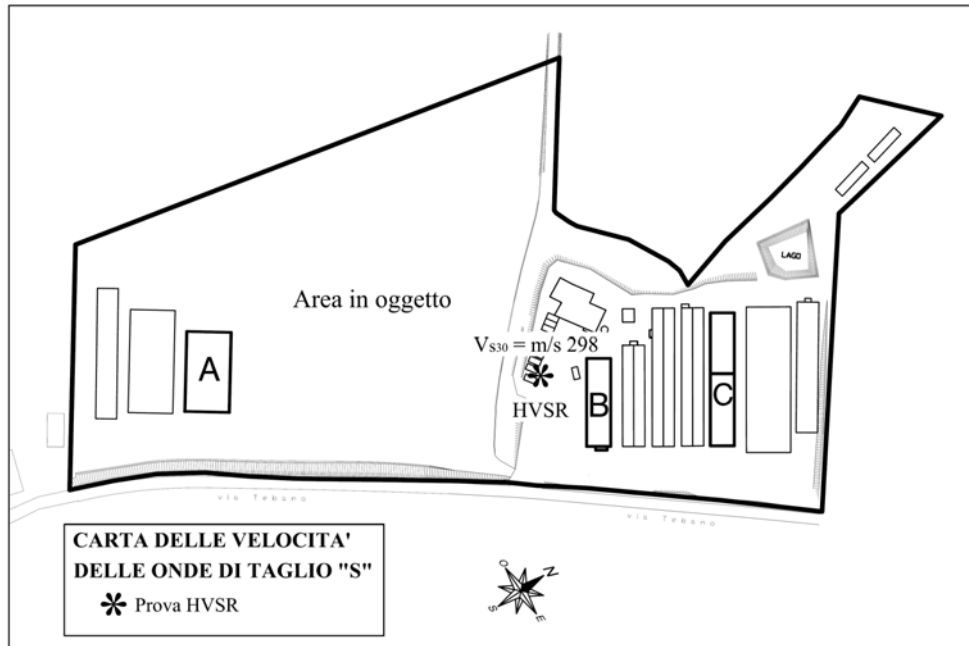 LAGO
Area in oggetto
V_S30 = m/s 298
A
HVSR
B
C
via Tebano
via Tebano
CARTA DELLE VELOCITA'
DELLE ONDE DI TAGLIO "S"
Prova HVSR
O
N
S
E